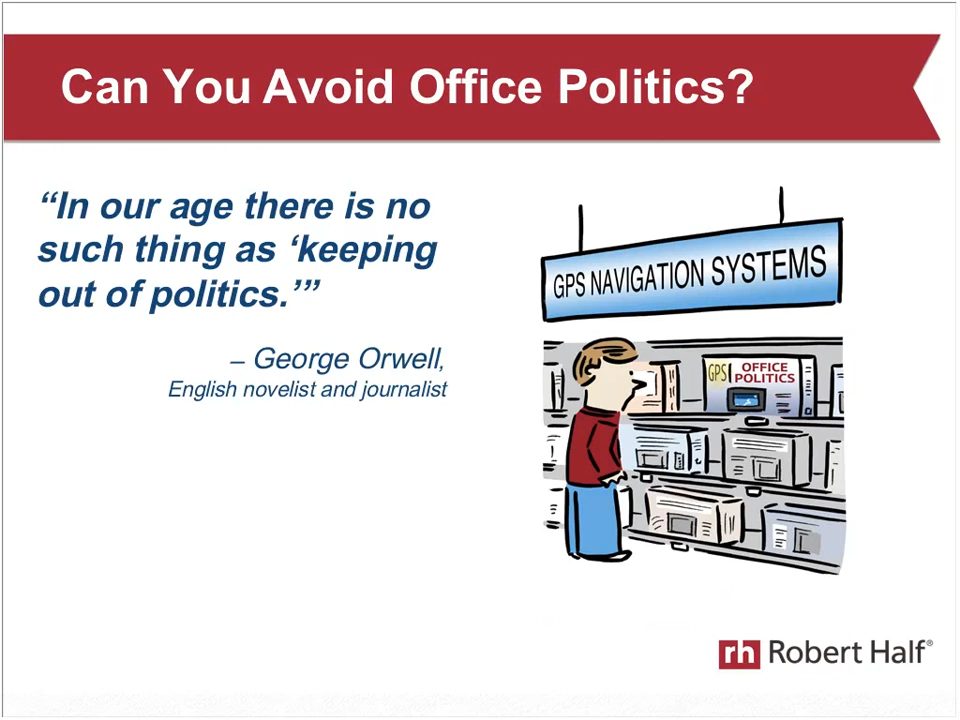 Can You Avoid Office Politics?
“In our age there is no
such thing as ‘keeping
out of politics.’”
– George Orwell,
English novelist and journalist
GPS NAVIGATION SYSTEMS
GPS
OFFICE
POLITICS
rh Robert Half®